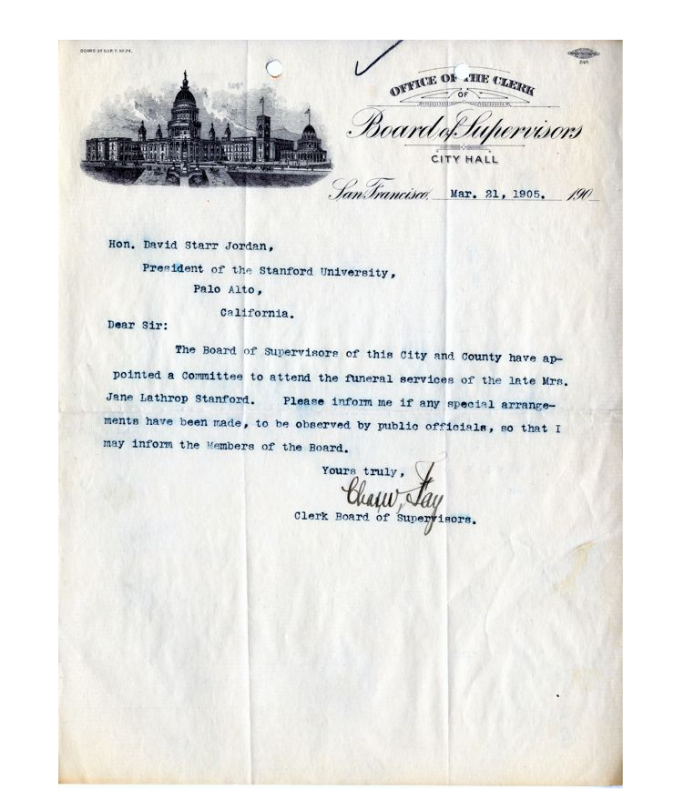 OFFICE OF THE CLERK
OF
Board of Supervisors
CITY HALL
San Francisco, Mar. 21, 1905. 190
Hon. David Starr Jordan,
President of the Stanford University,
Palo Alto,
California.
Dear Sir:
The Board of Supervisors of this City and County have ap-
pointed a Committee to attend the funeral services of the late Mrs.
Jane Lathrop Stanford. Please inform me if any special arrange-
ments have been made, to be observed by public officials, so that I
may inform the Members of the Board.
Yours truly,
Chas. W. Fay
Clerk Board of Supervisors.